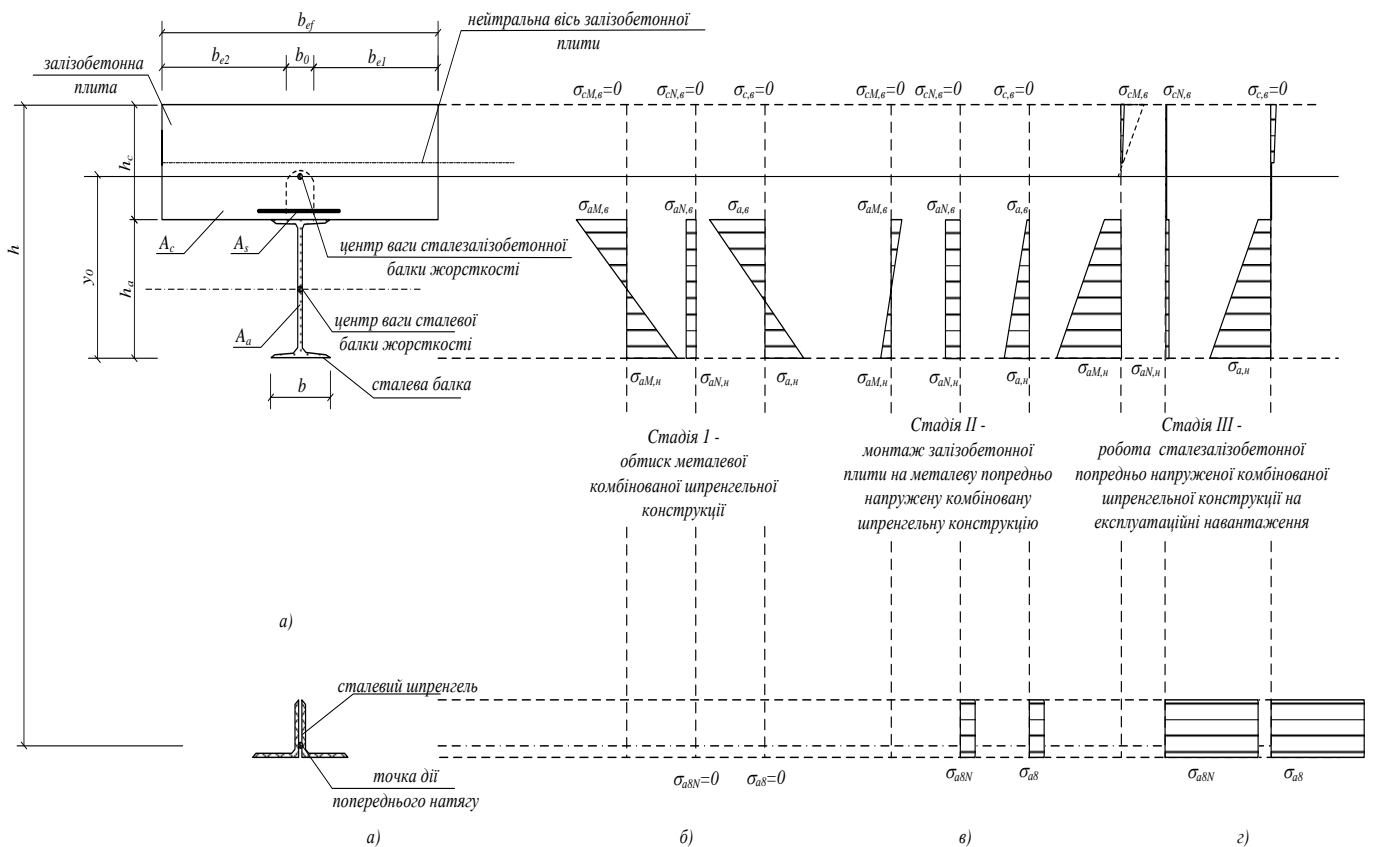 b_ef
нейтральна вісь залізобетонної
плити
b_e2
b_0
b_e1
залізобетонна
плита
σ_cM,в=0
σ_cN,в=0
σ_c,в=0
σ_cM,в=0
σ_cN,в=0
σ_c,в=0
σ_cM,в
σ_cN,в
σ_c,в=0
h_c
σ_aM,в
σ_aN,в
σ_a,в
σ_aM,в
σ_aN,в
σ_a,в
A_c
A_s
центр ваги сталезалізобетонної
балки жорсткості
h
y_o
h_a
центр ваги сталевої
балки жорсткості
A_a
b
сталева балка
σ_aM,н
σ_aN,н
σ_a,н
σ_aM,н
σ_aN,н
σ_a,н
σ_aM,н
σ_aN,н
σ_a,н
Стадія 1 -
обтиск металевої
комбінованої шпренгельної
конструкції
Стадія II -
монтаж залізобетонної
плити на металеву попредньо
напружену комбіновану
шпренгельну конструкцію
Стадія III -
робота сталезалізобетонної
попредньо напруженої комбінованої
шпренгельної конструкції на
експлуатаційні навантаження
а)
сталевий шпренгель
точка дії
попереднього натягу
σ_a8N=0
σ_a8=0
σ_a8N
σ_a8
σ_a8N
σ_a8
а)
б)
в)
г)